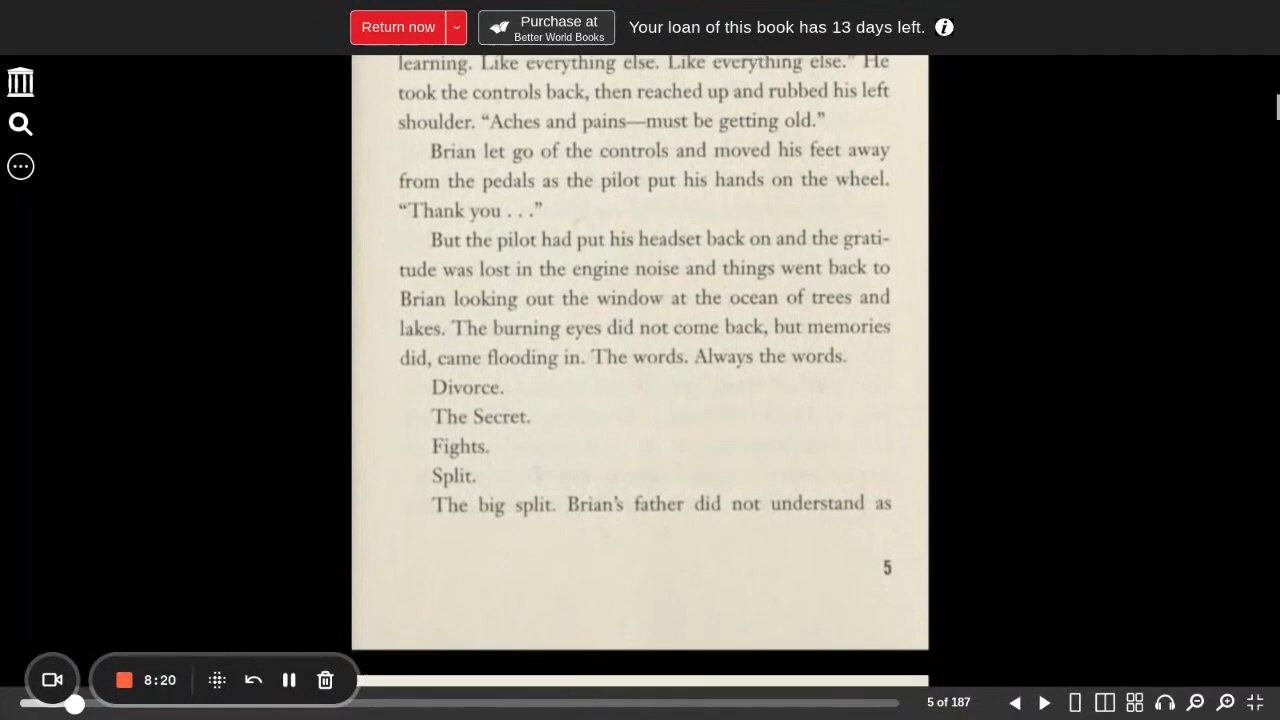 Return now
Purchase at
Better World Books
Your loan of this book has 13 days left.
learning. Like everything else. Like everything else.” He
took the controls back, then reached up and rubbed his left
shoulder. “Aches and pains—must be getting old.”
Brian let go of the controls and moved his feet away
from the pedals as the pilot put his hands on the wheel.
“Thank you . . .”
But the pilot had put his headset back on and the grati-
tude was lost in the engine noise and things went back to
Brian looking out the window at the ocean of trees and
lakes. The burning eyes did not come back, but memories
did, came flooding in. The words. Always the words.
Divorce.
The Secret.
Fights.
Split.
The big split. Brian’s father did not understand as
5
8:20
5 of 187